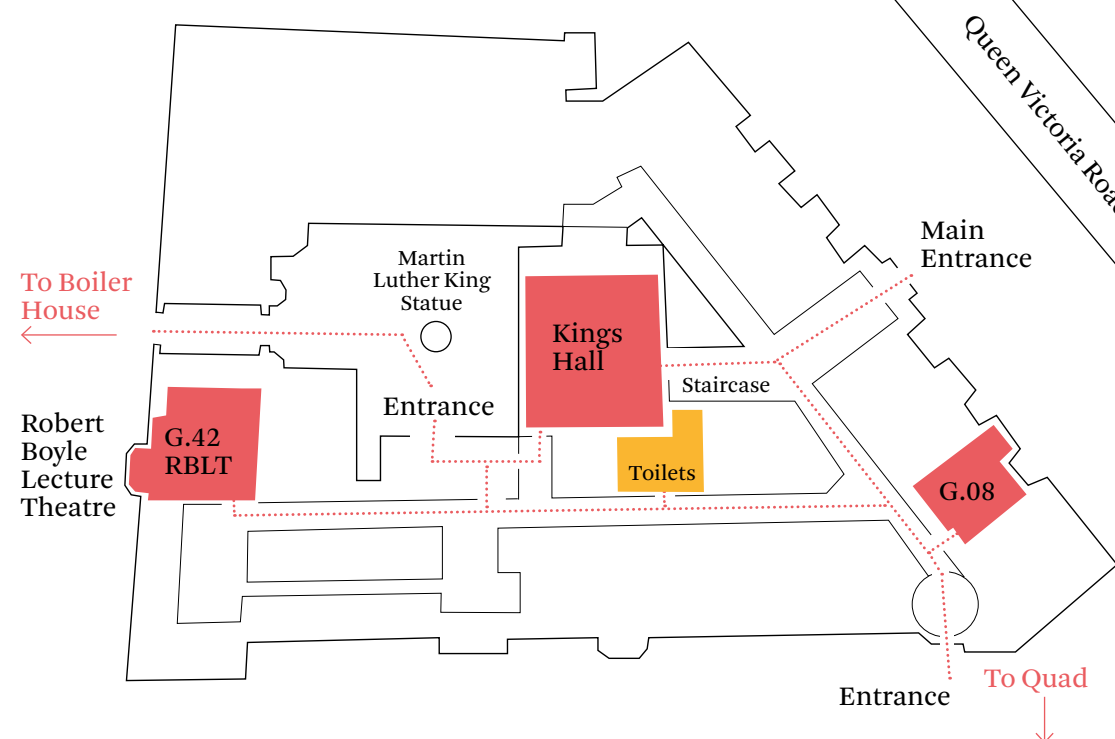 Queen Victoria Road
Main
Entrance
Martin
Luther King
Statue
To Boiler
House
Kings
Hall
Staircase
Entrance
Robert
Boyle
Lecture
Theatre
G.42
RBLT
Toilets
G.08
To Quad
Entrance